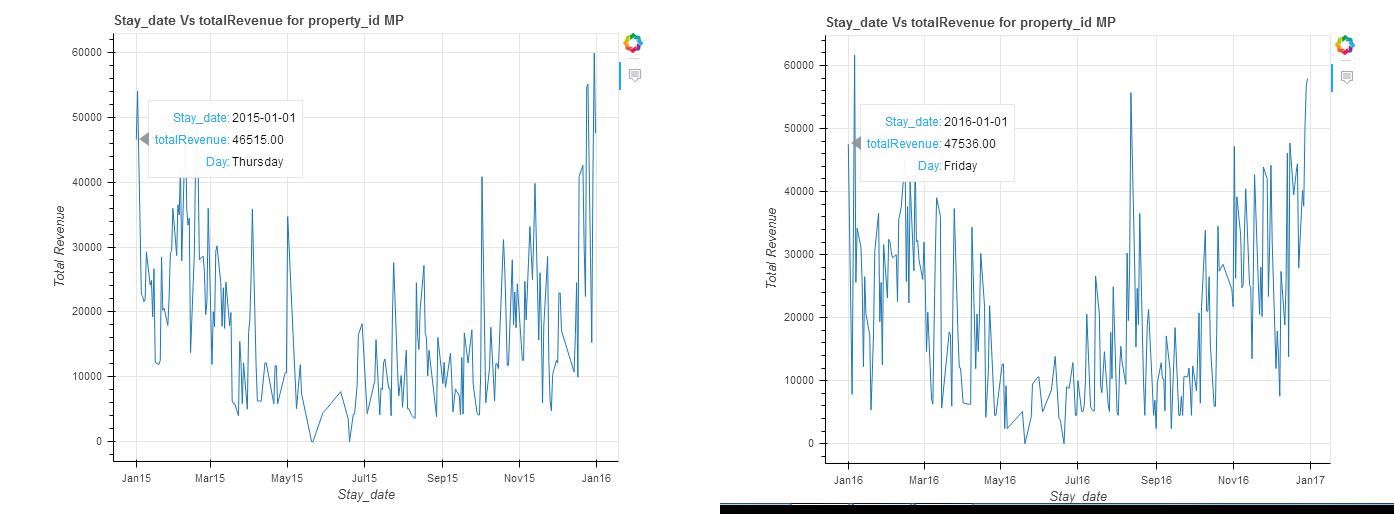 Stay_date Vs totalRevenue for property_id MP
60000
50000
40000
30000
20000
10000
0
Total Revenue
Stay_date: 2015-01-01
totalRevenue: 46515.00
Day: Thursday
Jan15 Mar15 May15 Jul15 Sep15 Nov15 Jan16
Stay_date
Stay_date Vs totalRevenue for property_id MP
60000
50000
40000
30000
20000
10000
0
Total Revenue
Stay_date: 2016-01-01
totalRevenue: 47536.00
Day: Friday
Jan16 Mar16 May16 Jul16 Sep16 Nov16 Jan17
Stay_date